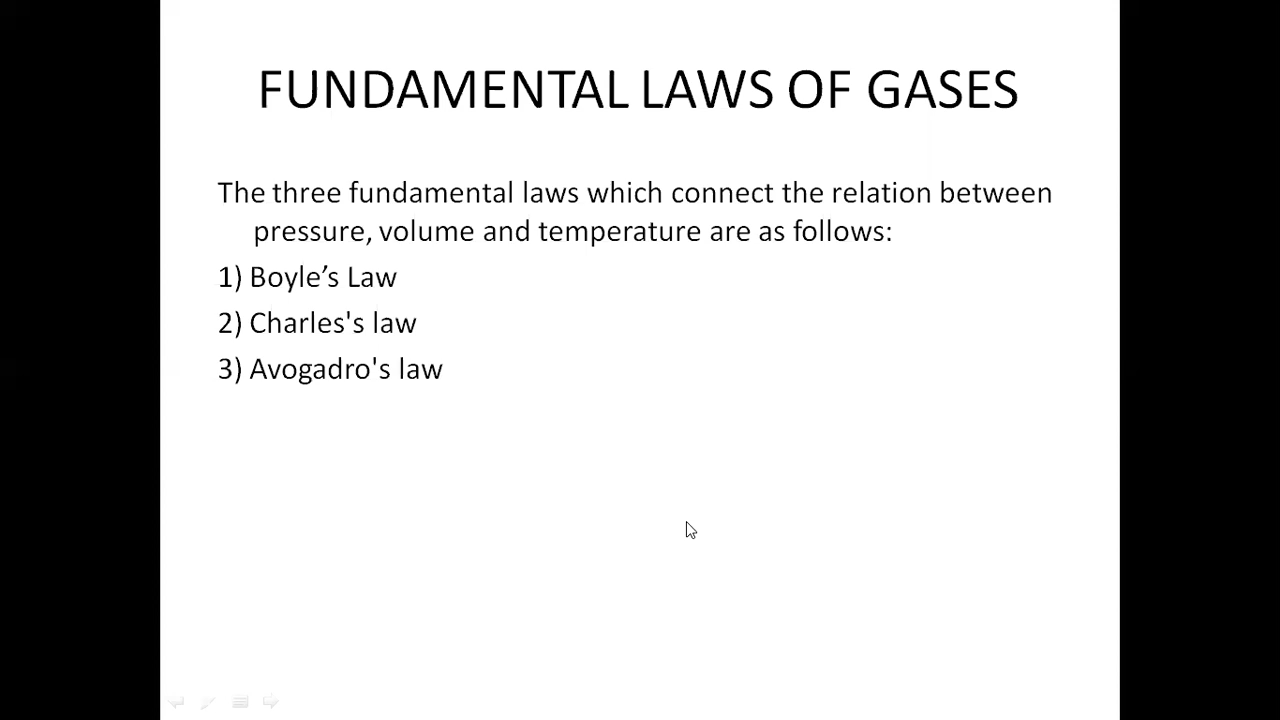 FUNDAMENTAL LAWS OF GASES
The three fundamental laws which connect the relation between
pressure, volume and temperature are as follows:
1) Boyle’s Law
2) Charles's law
3) Avogadro's law